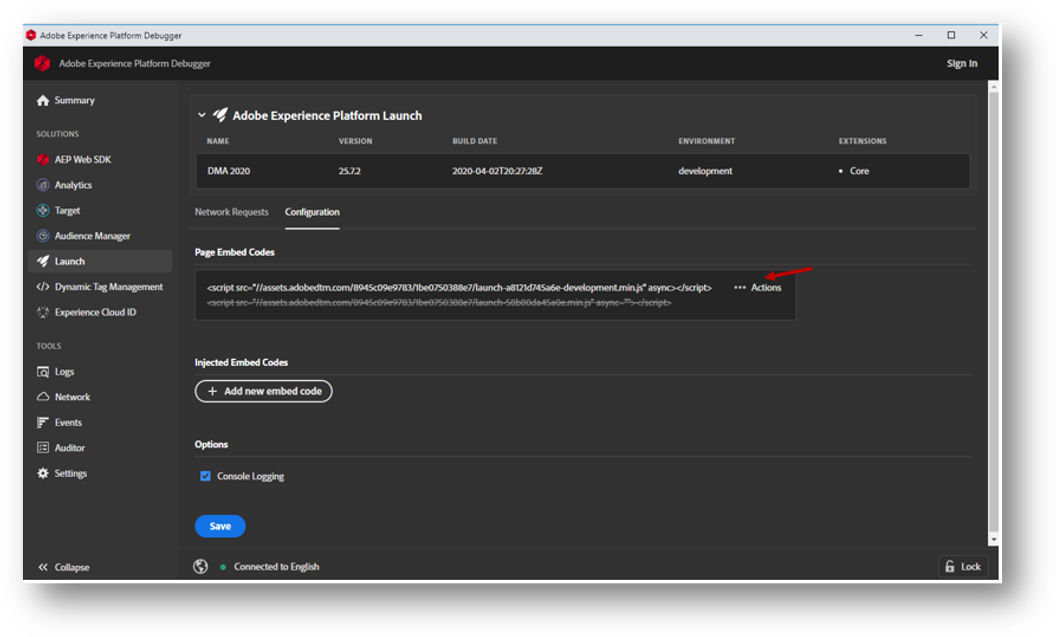 Adobe Experience Platform Debugger
Adobe Experience Platform Debugger
Sign In
Summary
SOLUTIONS
AEP Web SDK
Analytics
Target
Audience Manager
Launch
Dynamic Tag Management
Experience Cloud ID
TOOLS
Logs
Network
Events
Auditor
Settings
Collapse
Adobe Experience Platform Launch
NAME VERSION BUILD DATE ENVIRONMENT EXTENSIONS
DMA 2020 25.7.2 2020-04-02T20:27:28Z development • Core
Network Requests Configuration
Page Embed Codes
<script src="//assets.adobedtm.com/8945c09e9783/1be0750388e7/launch-a8121d745a6e-development.min.js" async></script> ••• Actions
<script src="//assets.adobedtm.com/8945c09e9783/1be0750388e7/launch-58b00da45a0e.min.js" async=""></script>
Injected Embed Codes
+ Add new embed code
Options
Console Logging
Save
Connected to English
Lock